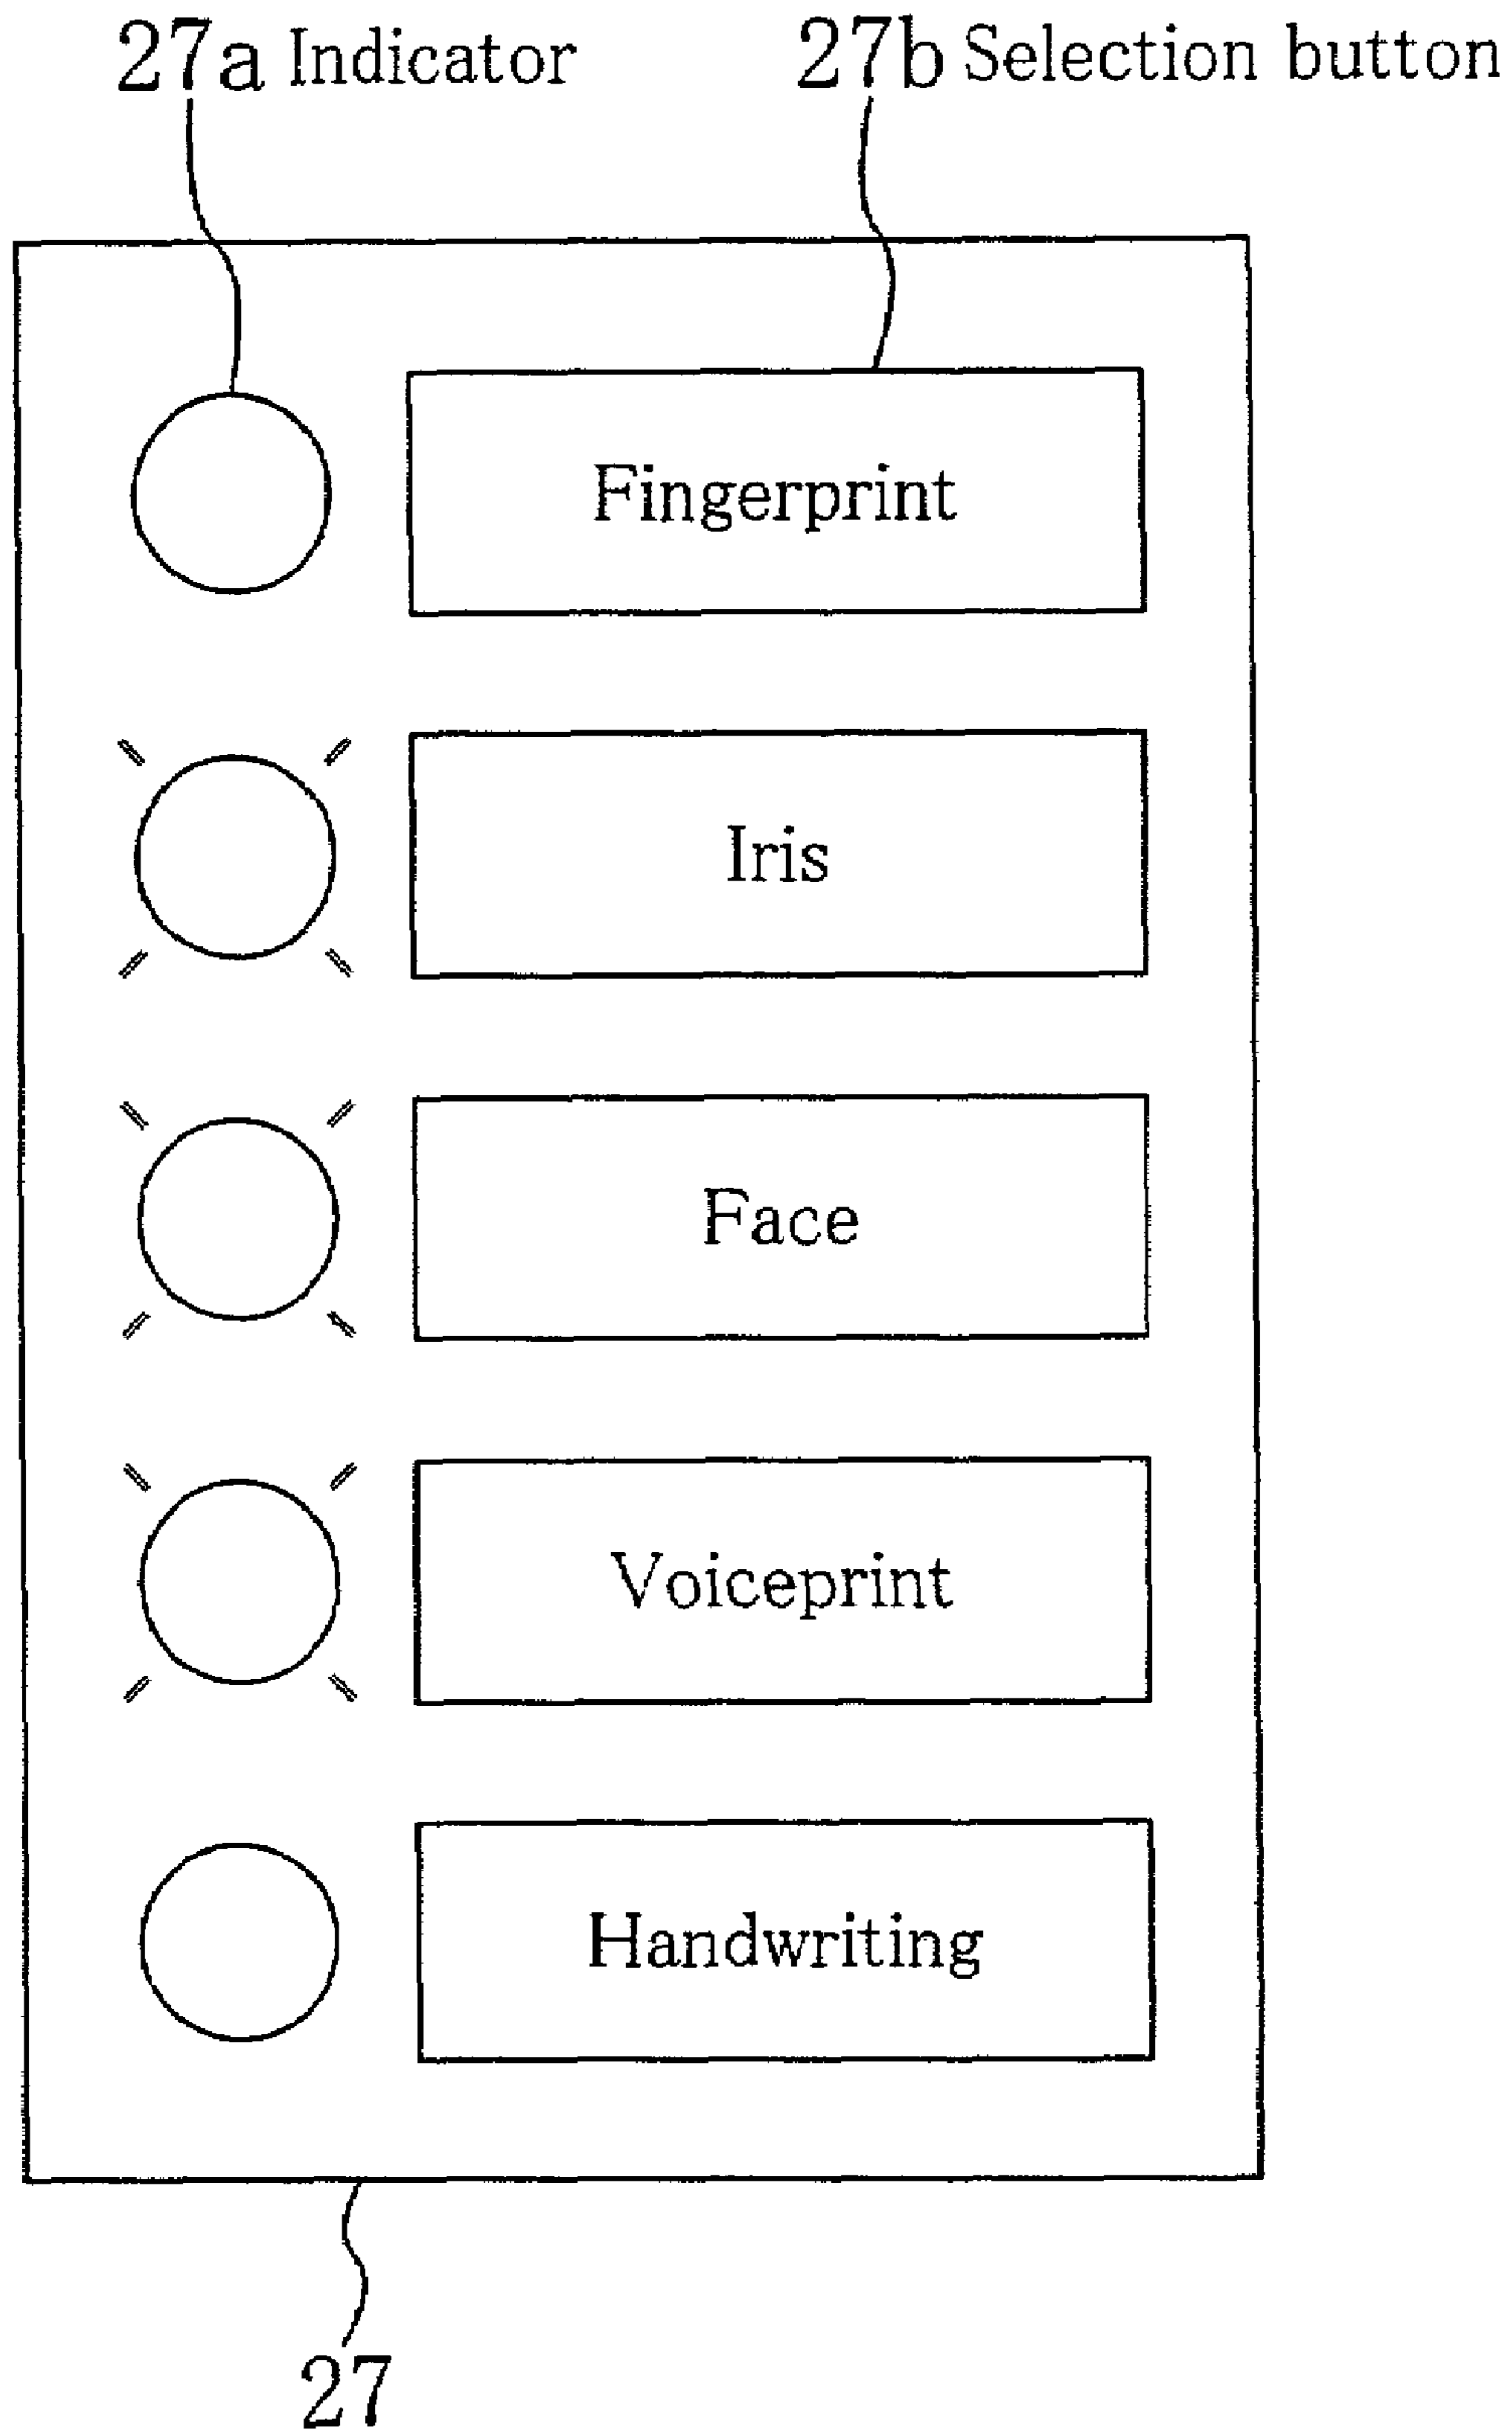 27a Indicator 27b Selection button
Fingerprint
Iris
Face
Voiceprint
Handwriting
27